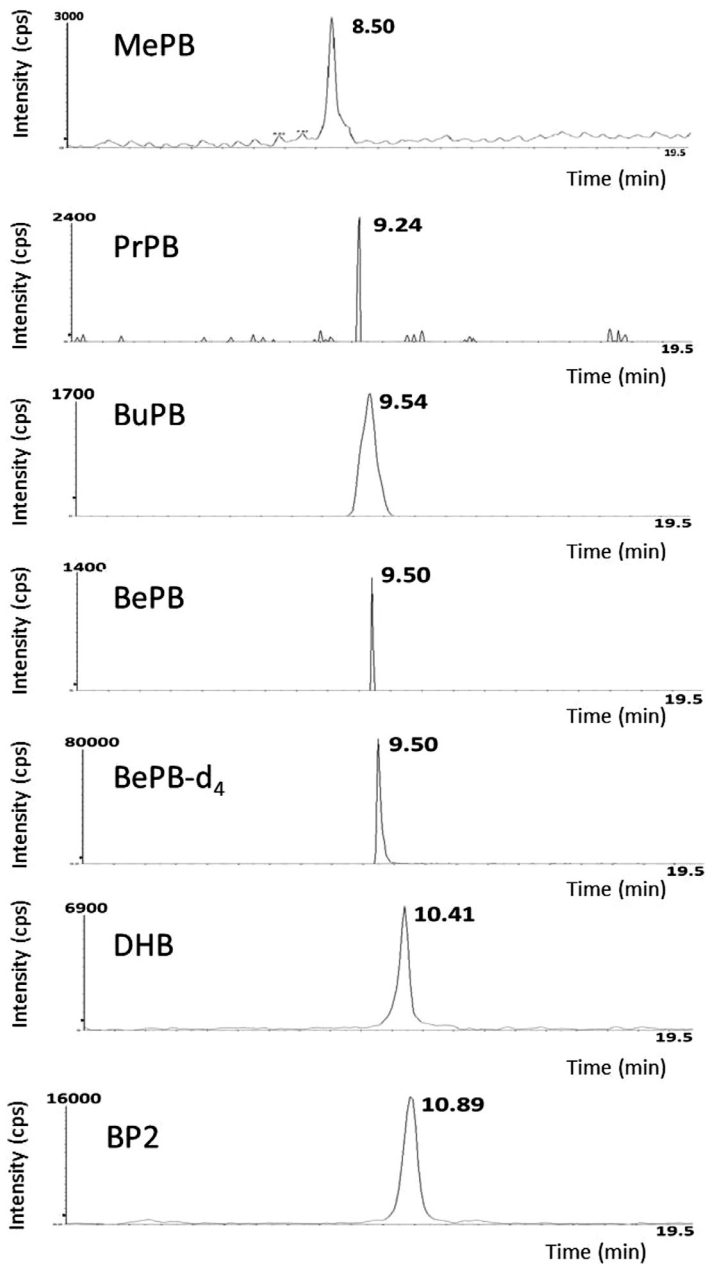 Intensity (cps)
3000
MePB
8.50
19.5
Time (min)
Intensity (cps)
2400
PrPB
9.24
19.5
Time (min)
Intensity (cps)
1700
BuPB
9.54
19.5
Time (min)
Intensity (cps)
1400
BePB
9.50
19.5
Time (min)
Intensity (cps)
80000
BePB-d4
9.50
19.5
Time (min)
Intensity (cps)
6900
DHB
10.41
19.5
Time (min)
Intensity (cps)
16000
BP2
10.89
19.5
Time (min)